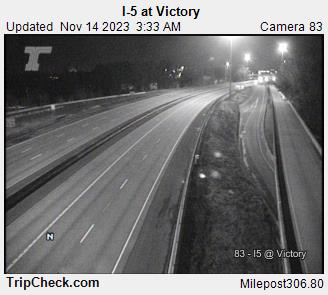 I-5 at Victory
Updated Nov 14 2023 3:33 AM Camera 83
T
N
83 - I5 @ Victory
TripCheck.com Milepost306.80